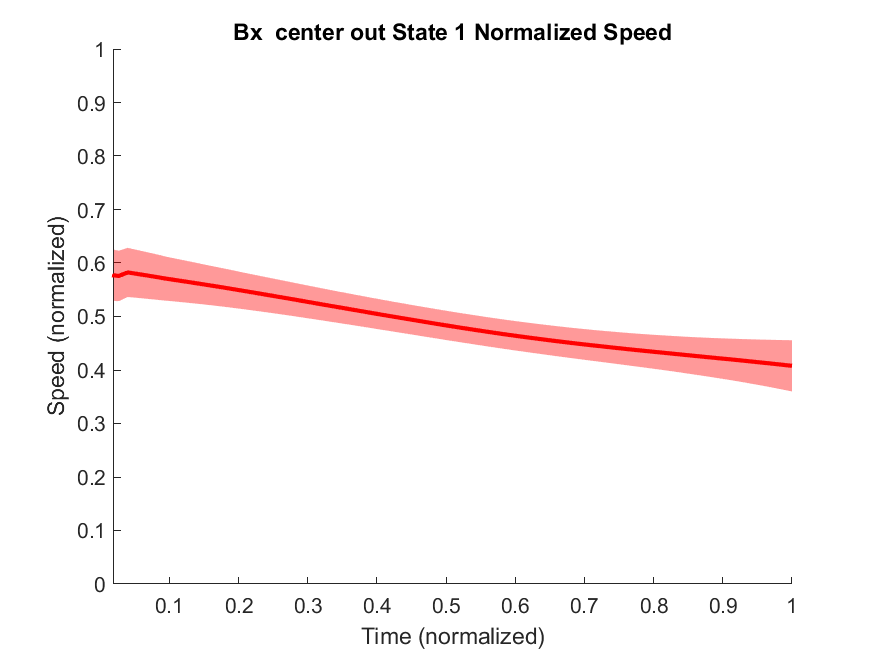 Bx  center out State 1 Normalized Speed
1
0.9
0.8
0.7
0.6
0.5
0.4
0.3
0.2
0.1
0
Speed (normalized)
0.1 0.2 0.3 0.4 0.5 0.6 0.7 0.8 0.9 1
Time (normalized)